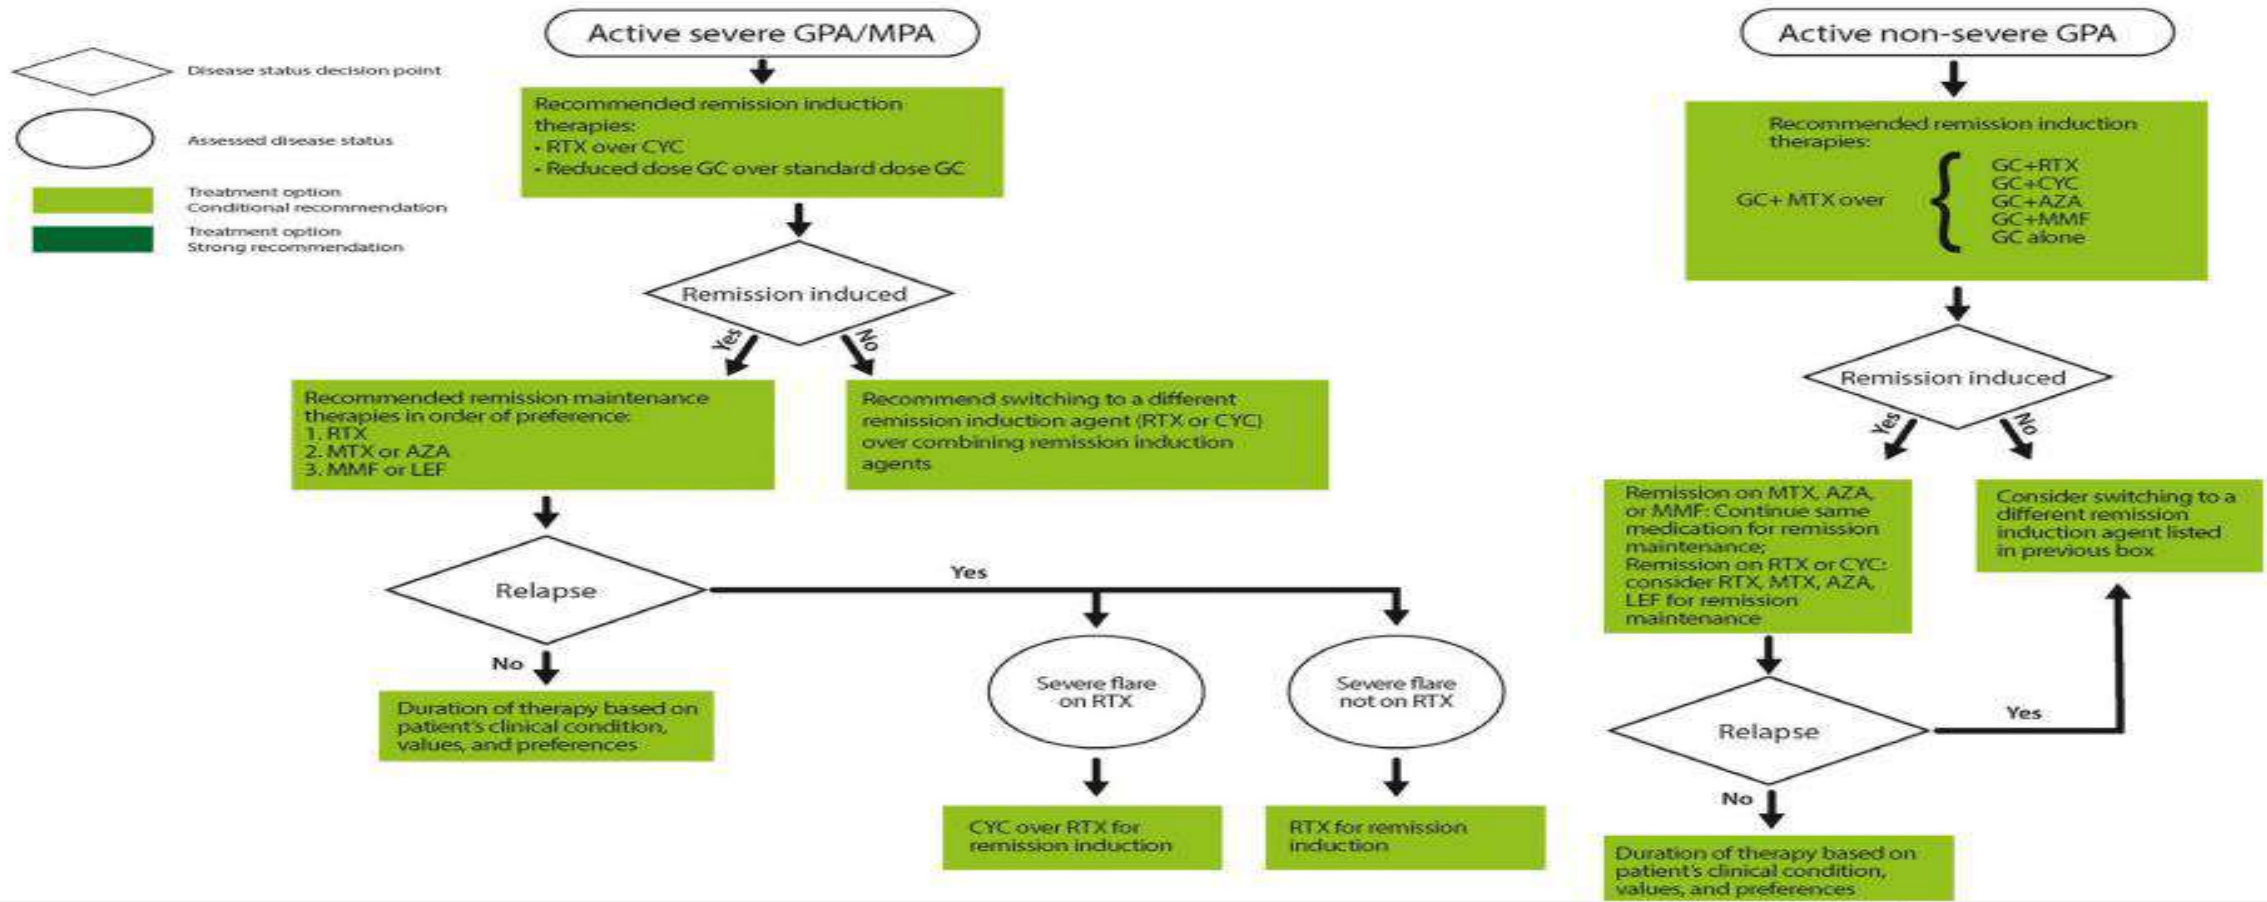 Disease status decision point
Assessed disease status
Treatment option
Conditional recommendation
Treatment option
Strong recommendation
Active severe GPA/MPA
Recommended remission induction
therapies:
• RTX over CYC
• Reduced dose GC over standard dose GC
Remission induced
Yes
No
Recommended remission maintenance
therapies in order of preference:
1. RTX
2. MTX or AZA
3. MMF or LEF
Recommend switching to a different
remission induction agent (RTX or CYC)
over combining remission induction
agents
Relapse
Yes
No
Duration of therapy based on
patient's clinical condition,
values, and preferences
Severe flare
on RTX
Severe flare
not on RTX
CYC over RTX for
remission induction
RTX for remission
induction
Active non-severe GPA
Recommended remission induction
therapies:
GC+ MTX over
GC+RTX
GC+CYC
GC+AZA
GC+MMF
GC alone
Remission induced
Yes
No
Remission on MTX, AZA,
or MMF: Continue same
medication for remission
maintenance;
Remission on RTX or CYC:
consider RTX, MTX, AZA,
LEF for remission
maintenance
Consider switching to a
different remission
induction agent listed
in previous box
Relapse
Yes
No
Duration of therapy based on
patient's clinical condition,
values, and preferences